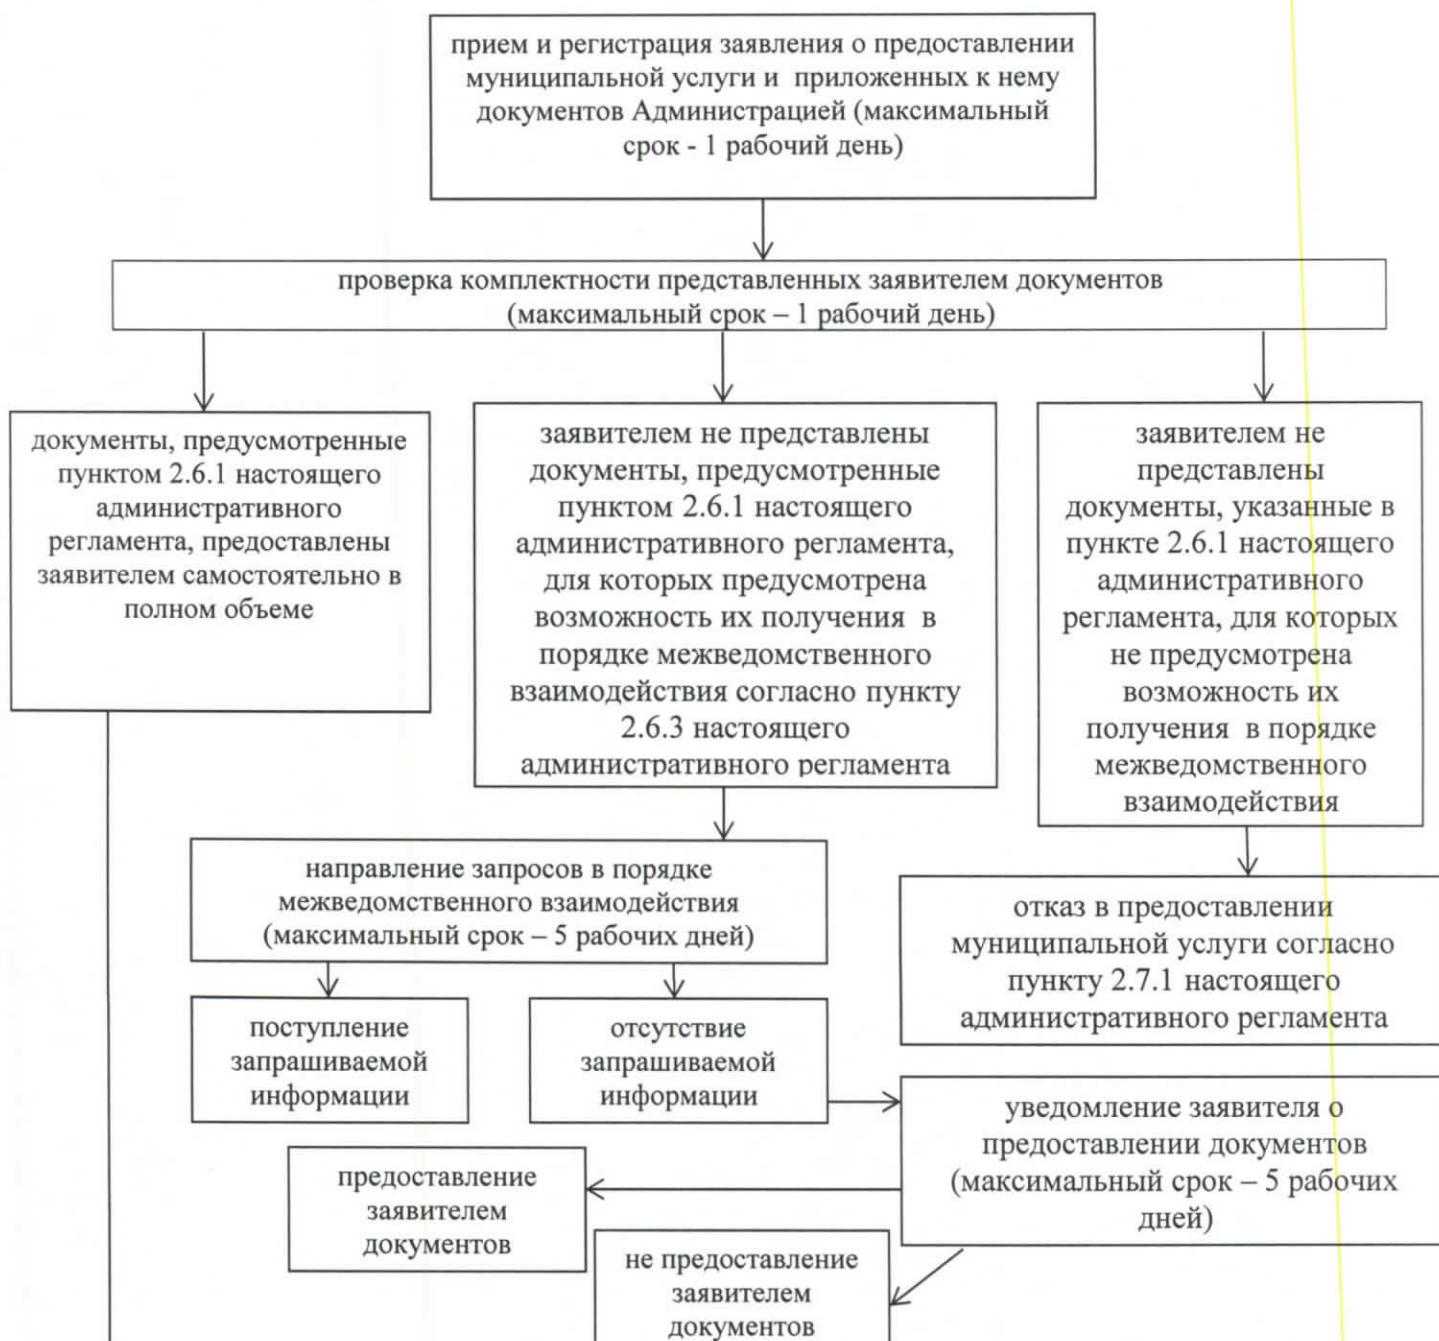 прием и регистрация заявления о предоставлении
муниципальной услуги и приложенных к нему
документов Администрацией (максимальный
срок - 1 рабочий день)
проверка комплектности представленных заявителем документов
(максимальный срок – 1 рабочий день)
документы, предусмотренные
пунктом 2.6.1 настоящего
административного
регламента, предоставлены
заявителем самостоятельно в
полном объеме
заявителем не представлены
документы, предусмотренные
пунктом 2.6.1 настоящего
административного регламента,
для которых предусмотрена
возможность их получения в
порядке межведомственного
взаимодействия согласно пункту
2.6.3 настоящего
административного регламента
заявителем не
представлены
документы, указанные в
пункте 2.6.1 настоящего
административного
регламента, для которых
не предусмотрена
возможность их
получения в порядке
межведомственного
взаимодействия
направление запросов в порядке
межведомственного взаимодействия
(максимальный срок – 5 рабочих дней)
отказ в предоставлении
муниципальной услуги согласно
пункту 2.7.1 настоящего
административного регламента
поступление
запрашиваемой
информации
отсутствие
запрашиваемой
информации
уведомление заявителя о
предоставлении документов
(максимальный срок – 5 рабочих
дней)
предоставление
заявителем
документов
не предоставление
заявителем
документов